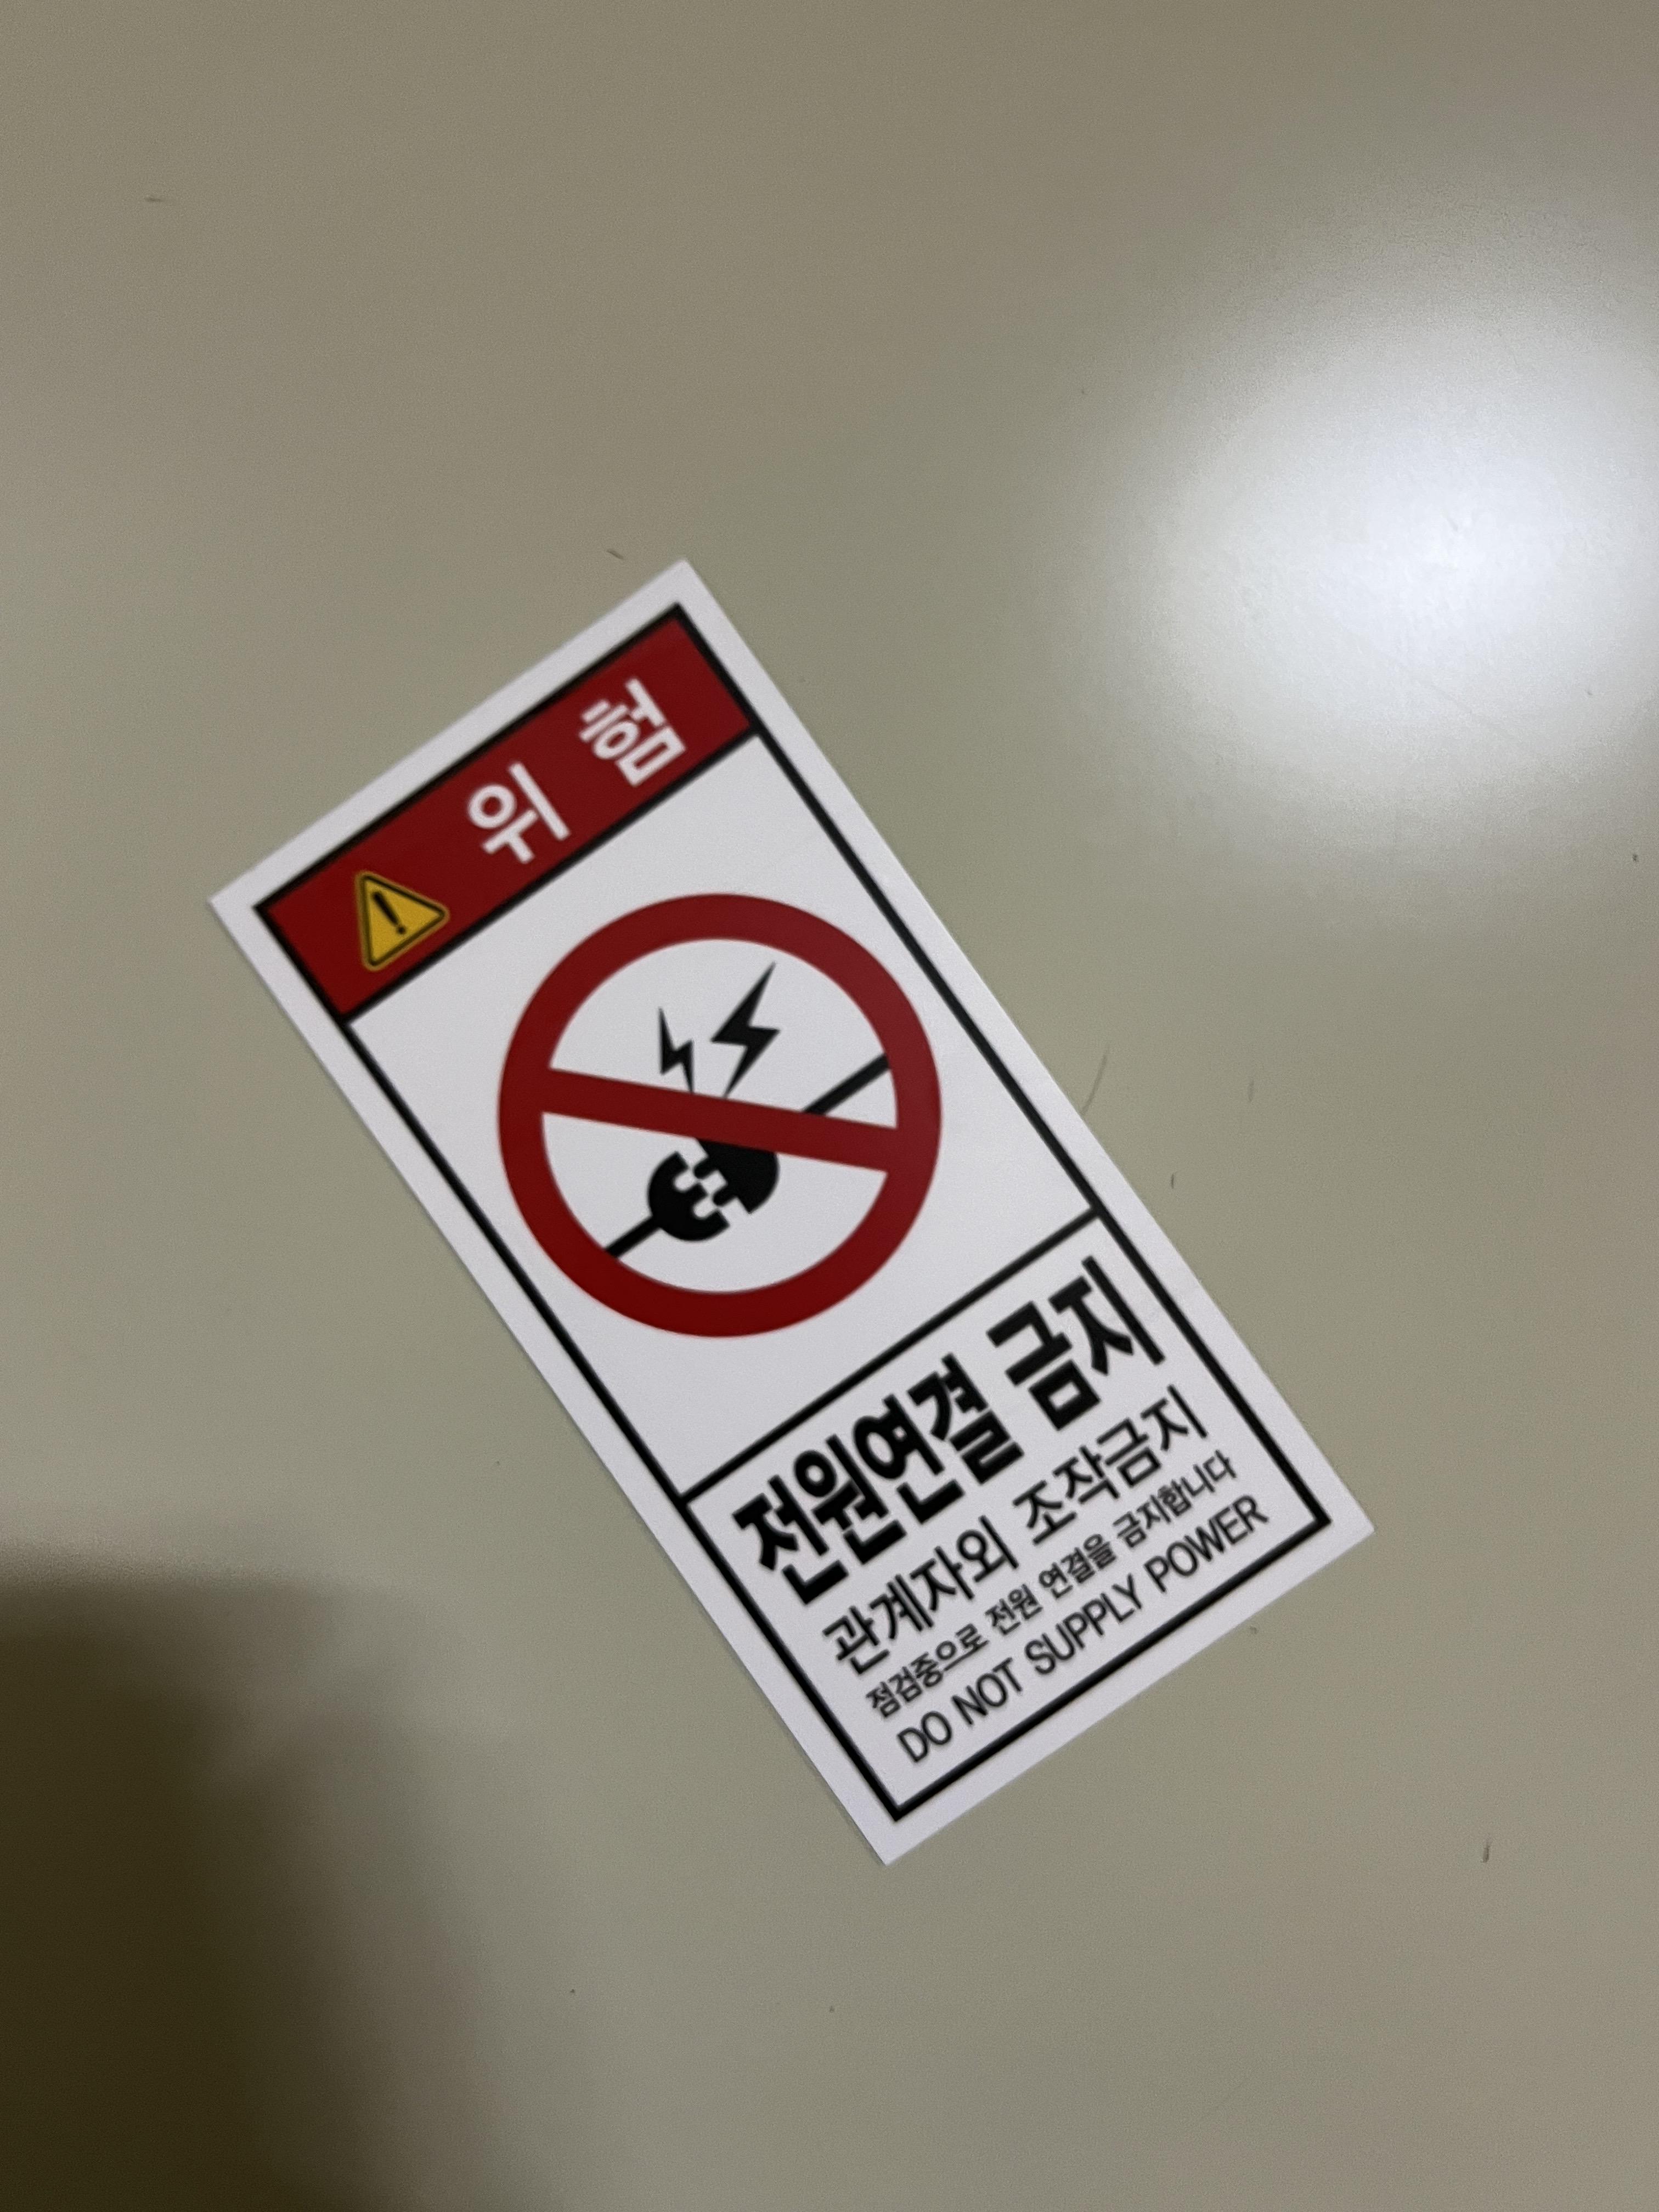 위 험
전원연결 금지
관계자외 조작금지
점검중으로 전원 연결을 금지합니다
DO NOT SUPPLY POWER